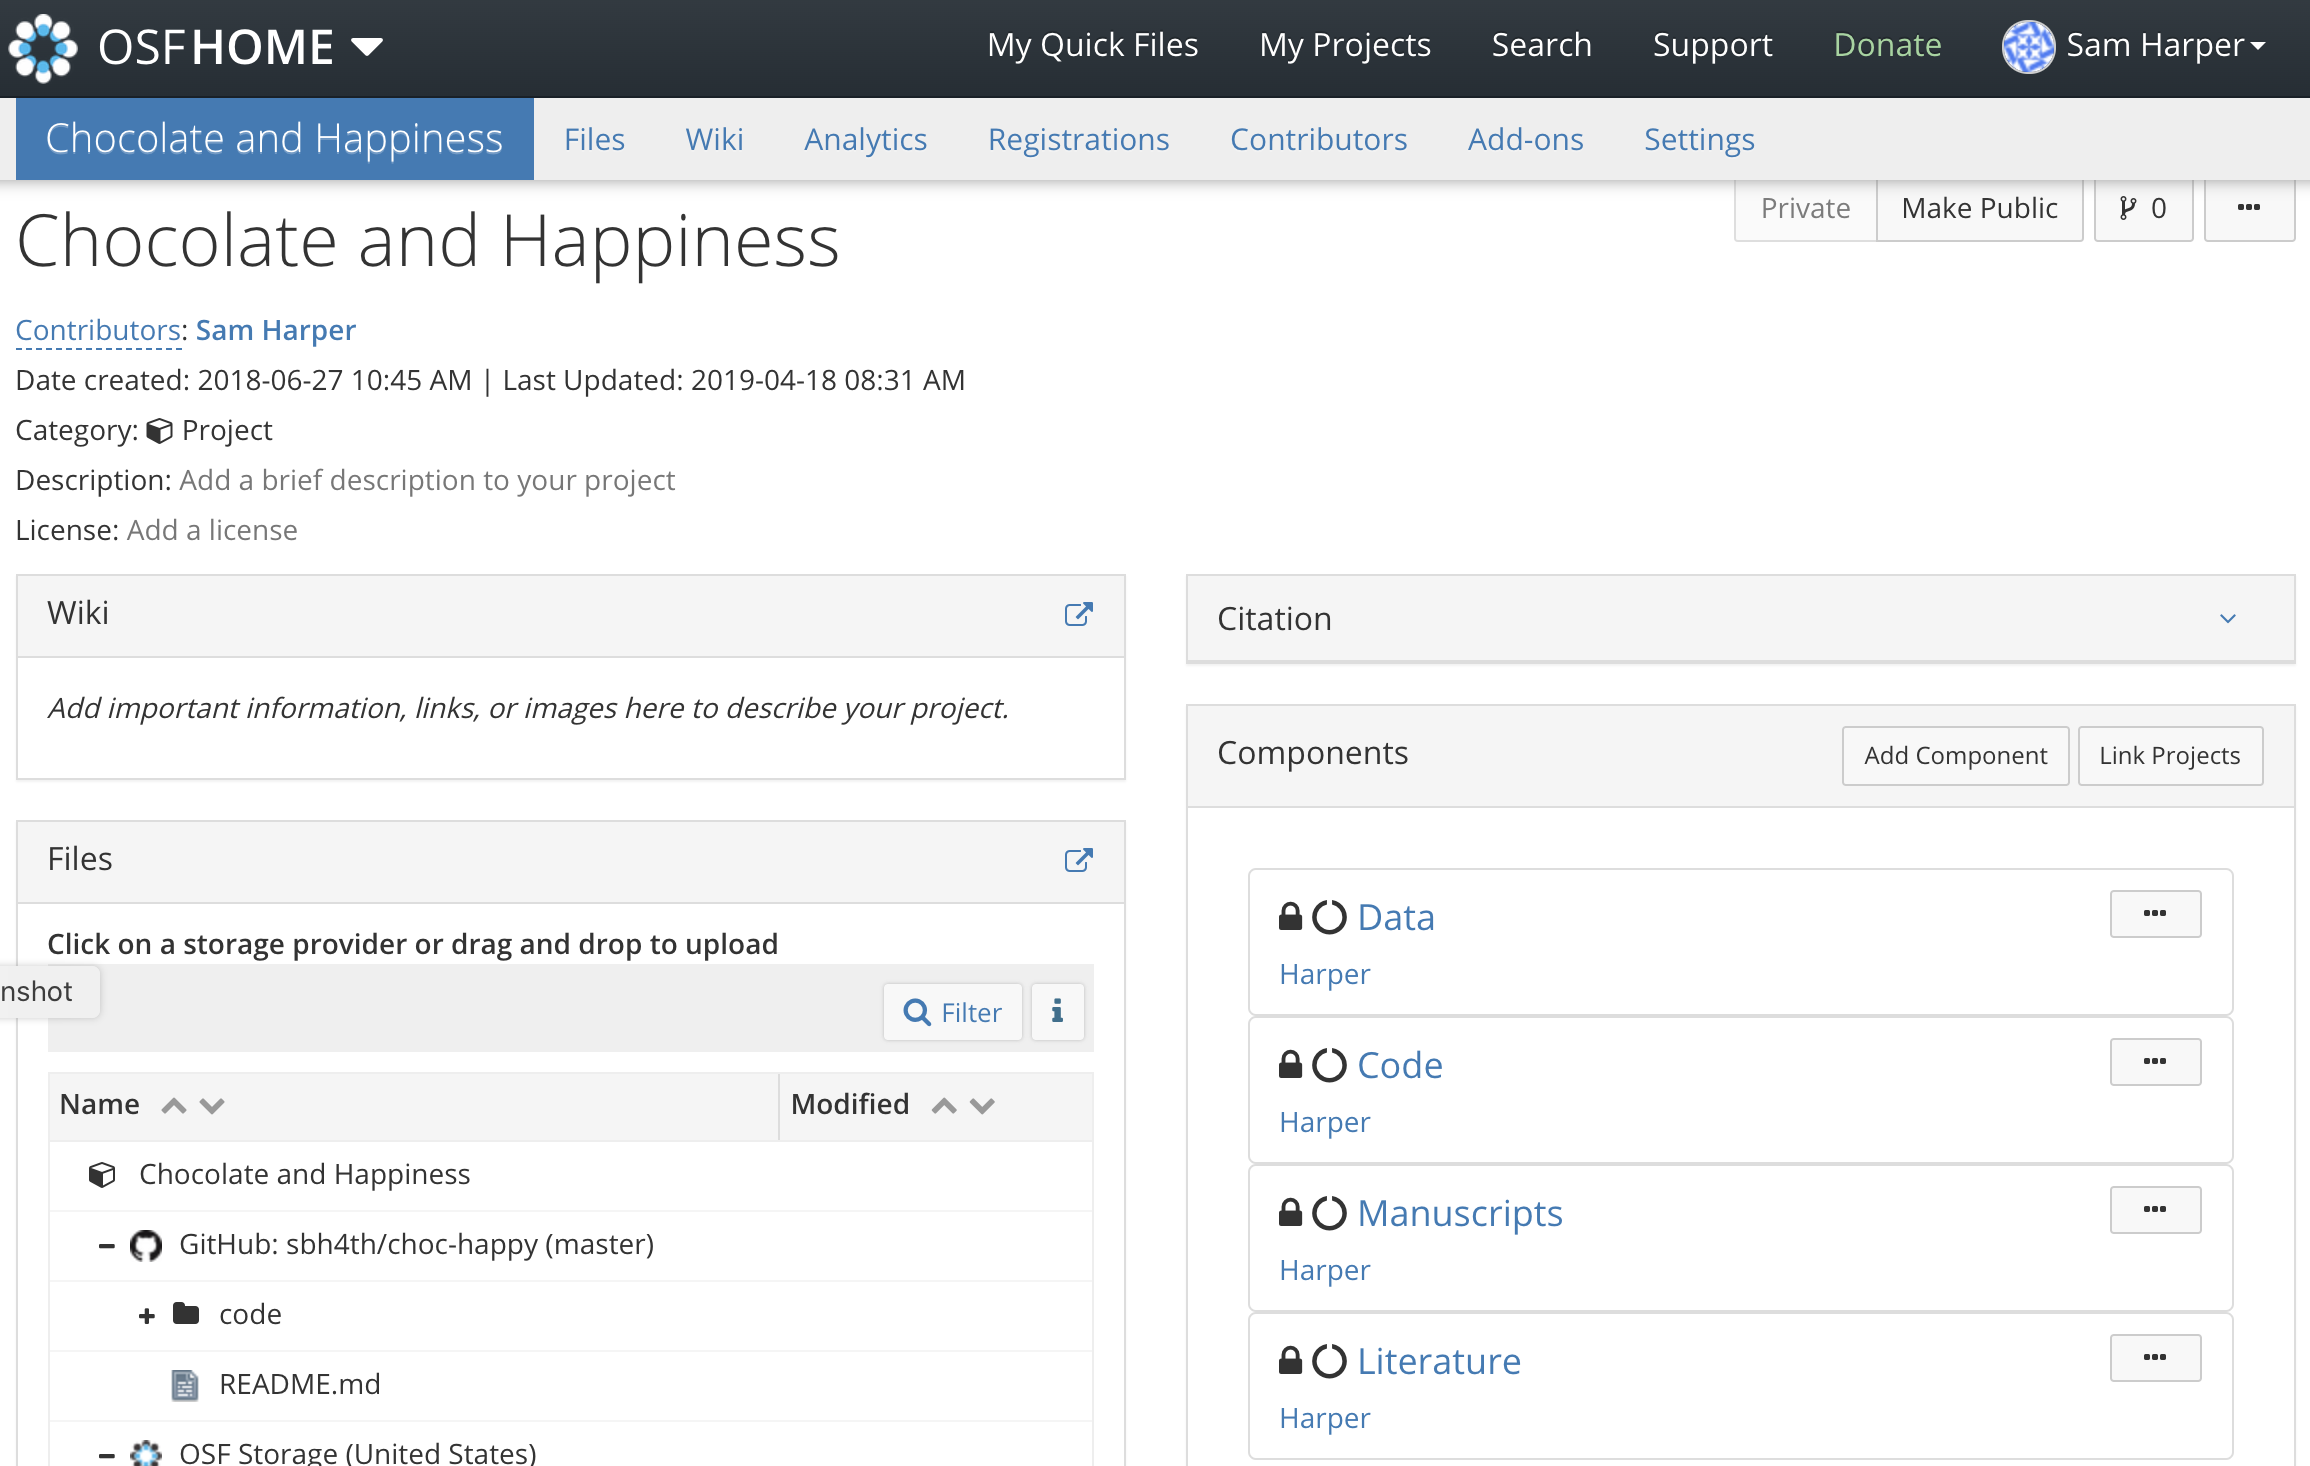 OSFHOME My Quick Files My Projects Search Support Donate Sam Harper
Chocolate and Happiness Files Wiki Analytics Registrations Contributors Add-ons Settings
Chocolate and Happiness
Private Make Public 0 ...
Contributors: Sam Harper
Date created: 2018-06-27 10:45 AM | Last Updated: 2019-04-18 08:31 AM
Category: Project
Description: Add a brief description to your project
License: Add a license
Wiki
Add important information, links, or images here to describe your project.
Files
Click on a storage provider or drag and drop to upload
nshot
Filter i
Name Modified
Chocolate and Happiness
GitHub: sbh4th/choc-happy (master)
code
README.md
OSF Storage (United States)
Citation
Components Add Component Link Projects
Data ...
Harper
Code ...
Harper
Manuscripts ...
Harper
Literature ...
Harper